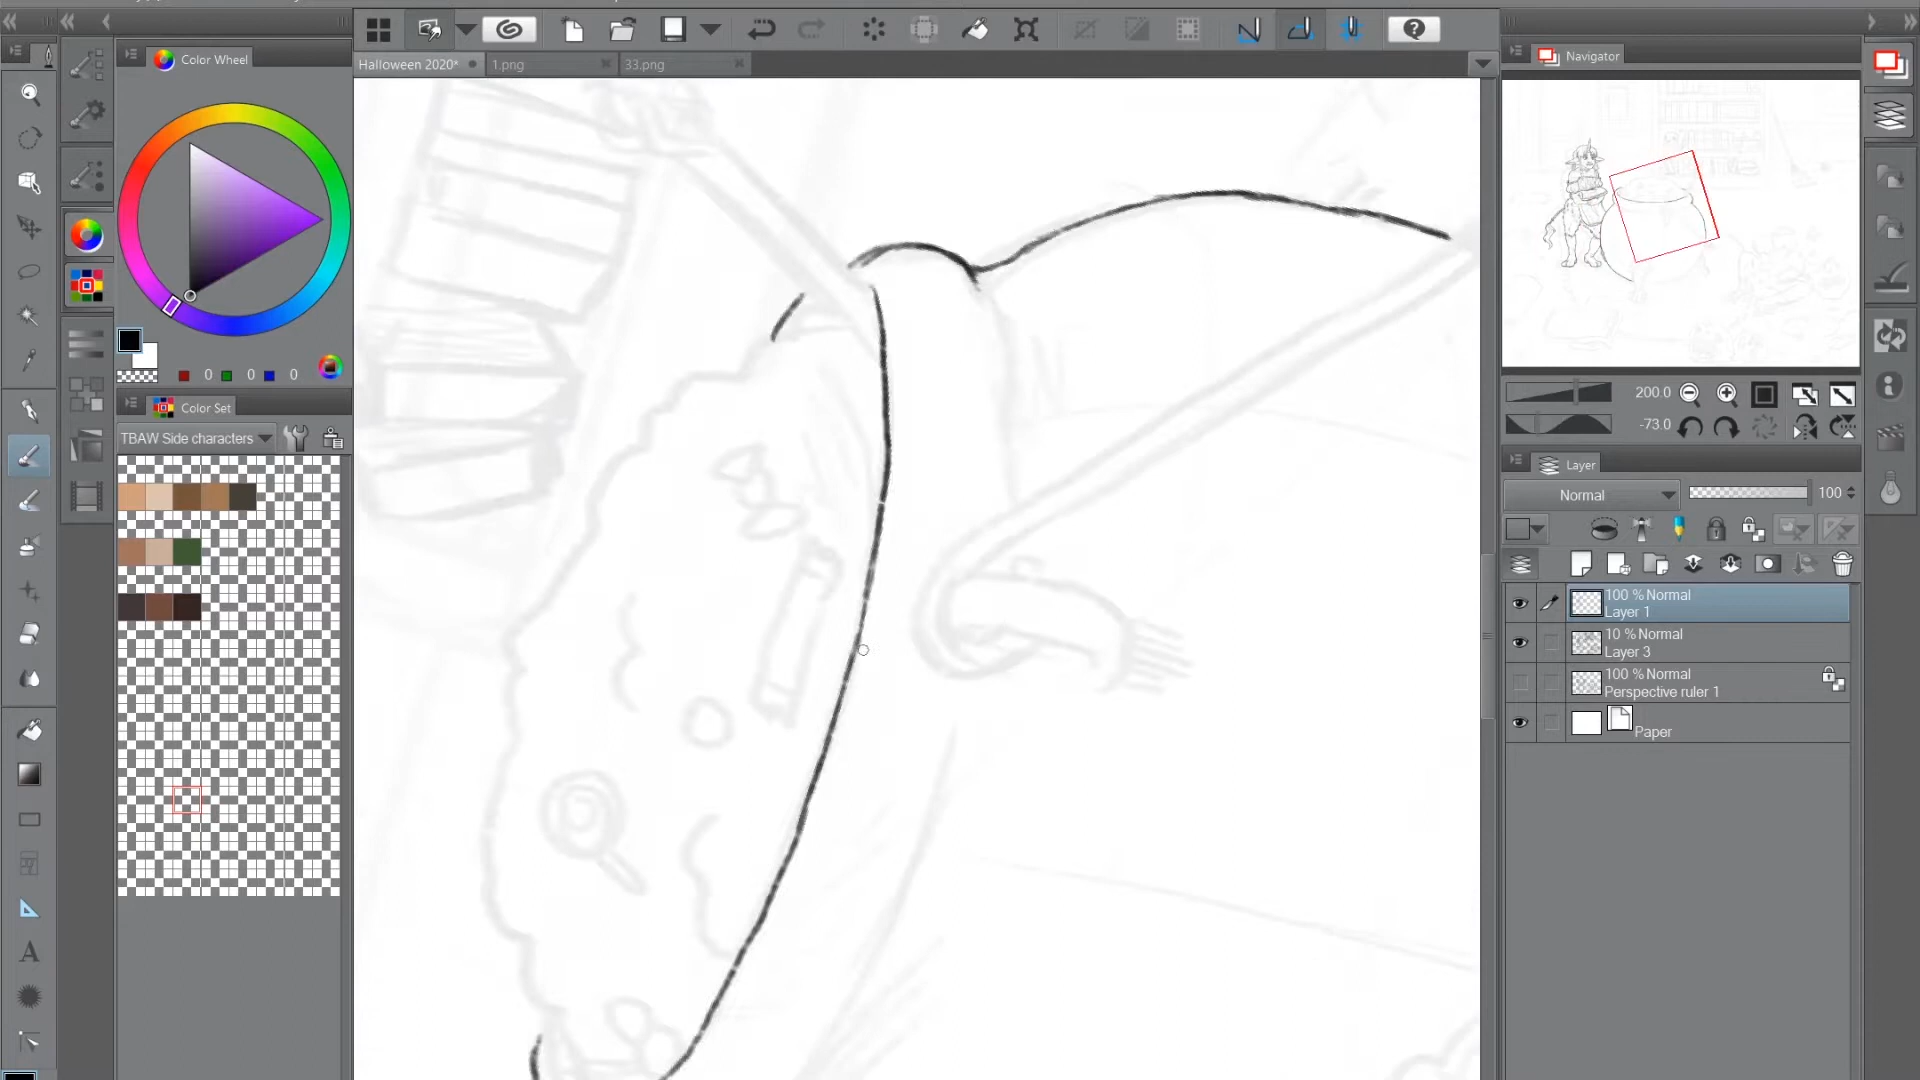 Color Wheel
0 0 0
Color Set
TBAW Side characters
Halloween 2020*
1.png
33.png
Navigator
200.0
-73.0
Layer
Normal
100
100 % Normal
Layer 1
10 % Normal
Layer 3
100 % Normal
Perspective ruler 1
Paper
A